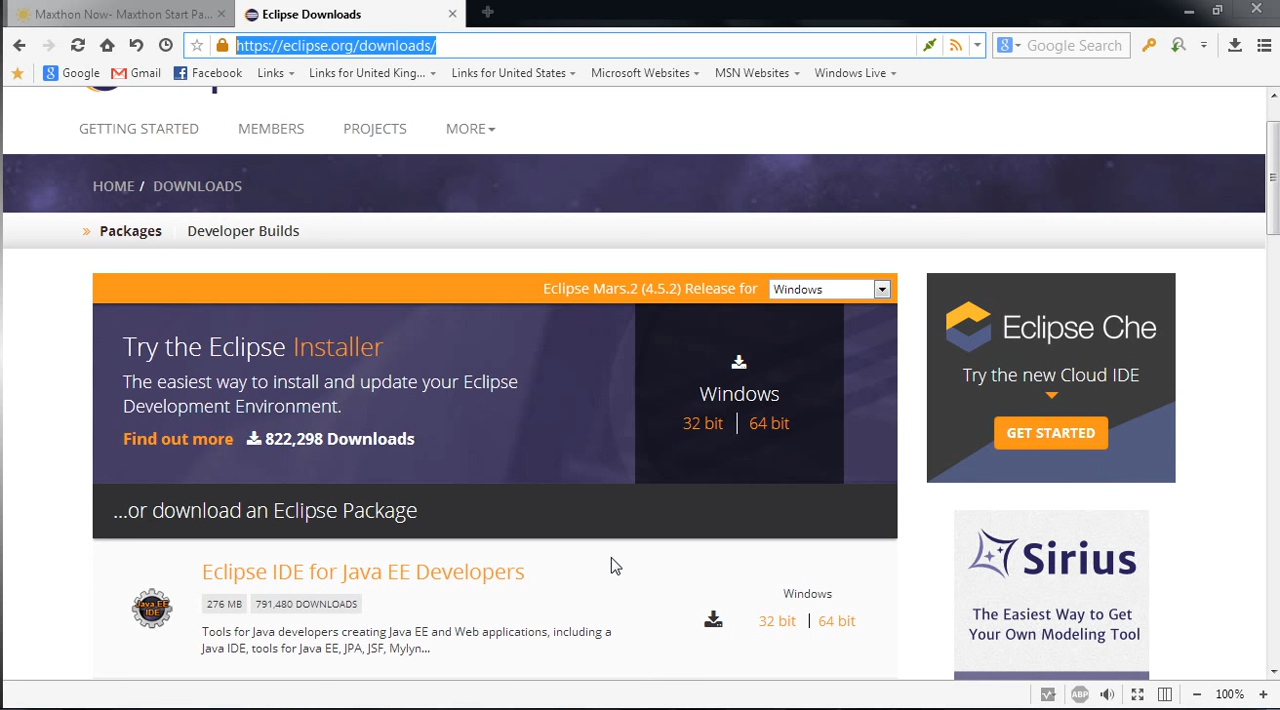 Maxthon Now- Maxthon Start Pa...
Eclipse Downloads
https://eclipse.org/downloads/
Google Search
Google
Gmail
Facebook
Links
Links for United King...
Links for United States
Microsoft Websites
MSN Websites
Windows Live
GETTING STARTED
MEMBERS
PROJECTS
MORE
HOME / DOWNLOADS
» Packages
Developer Builds
Eclipse Mars.2 (4.5.2) Release for
Windows
Try the Eclipse Installer
The easiest way to install and update your Eclipse
Development Environment.
Find out more
822,298 Downloads
Windows
32 bit | 64 bit
...or download an Eclipse Package
Java EE
IDE
Eclipse IDE for Java EE Developers
276 MB
791,480 DOWNLOADS
Tools for Java developers creating Java EE and Web applications, including a
Java IDE, tools for Java EE, JPA, JSF, Mylyn...
Windows
32 bit | 64 bit
Eclipse Che
Try the new Cloud IDE
GET STARTED
Sirius
The Easiest Way to Get
Your Own Modeling Tool
ABP
100%